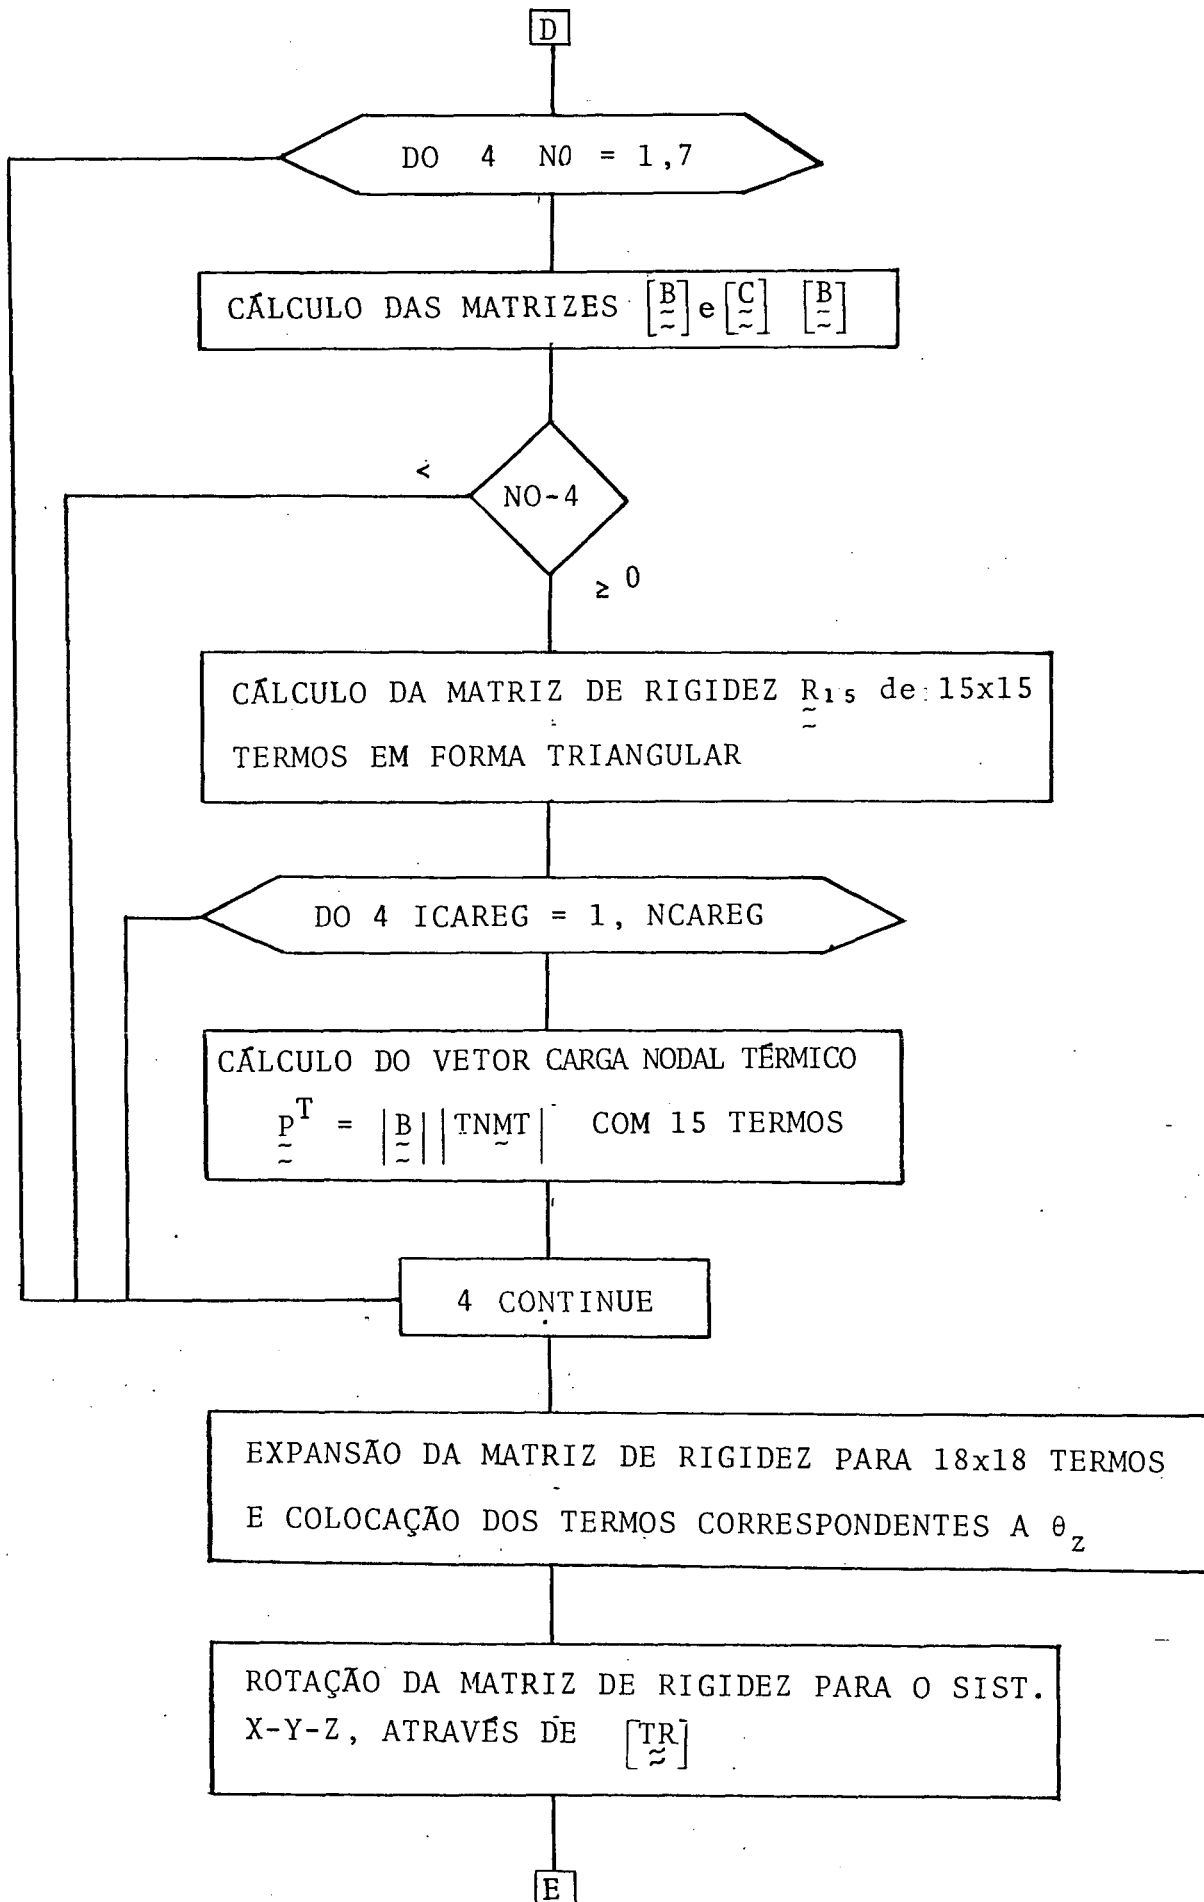 D
DO 4 NO = 1,7
CÁLCULO DAS MATRIZES [B] e [C] [B]
<
NO-4
≥ 0
CÁLCULO DA MATRIZ DE RIGIDEZ R₁₅ de 15x15
TERMOS EM FORMA TRIANGULAR
DO 4 ICAREG = 1, NCAREG
CÁLCULO DO VETOR CARGA NODAL TÉRMICO
P^T = |B| |TNMT| COM 15 TERMOS
4 CONTINUE
EXPANSÃO DA MATRIZ DE RIGIDEZ PARA 18x18 TERMOS
E COLOCAÇÃO DOS TERMOS CORRESPONDENTES A θz
ROTAÇÃO DA MATRIZ DE RIGIDEZ PARA O SIST.
X-Y-Z, ATRAVÉS DE [TR]
E